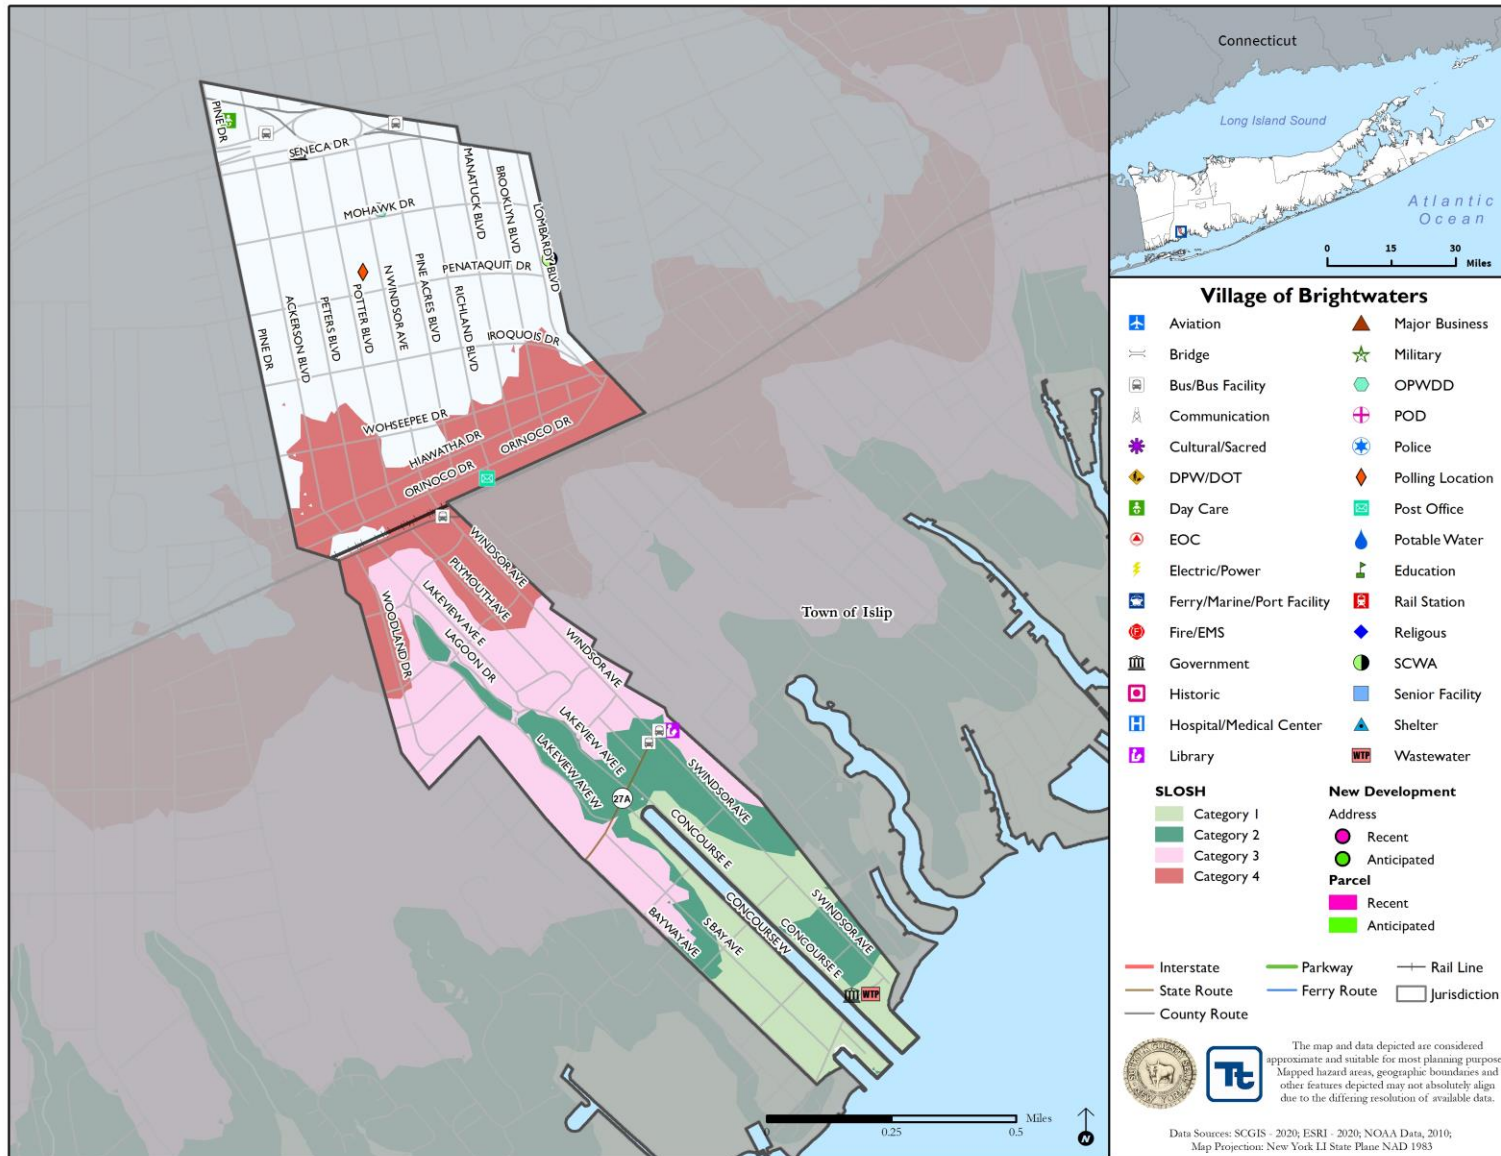 Connecticut
Long Island Sound
Atlantic
Ocean
0 15 30
Miles
PINE DR
SENECA DR
MANATUCK BLVD
BROOKLYN BLVD
LOMBARDY BLVD
MOHAWK DR
PENATAQUIT DR
PINE DR
ACKERSON BLVD
PETERS BLVD
POTTER BLVD
N WINDSOR AVE
PINE ACRES BLVD
RICHLAND BLVD
IROQUOIS DR
WOHSEEPEE DR
HIAWATHA DR
ORINOCO DR
ORINOCO DR
WINDSOR AVE
PLYMOUTH AVE
WOODLAND DR
LAKEVIEW AVE E
LAGOON DR
WINDSOR AVE
Town of Islip
LAKEVIEW AVE E
LAKEVIEW AVE W
S WINDSOR AVE
27A
CONCOURSE E
CONCOURSE W
CONCOURSE E
S WINDSOR AVE
BAYWAY AVE
S BAY AVE
WTP
Miles
0 0.25 0.5
N
Village of Brightwaters
Aviation
Bridge
Bus/Bus Facility
Communication
Cultural/Sacred
DPW/DOT
Day Care
EOC
Electric/Power
Ferry/Marine/Port Facility
Fire/EMS
Government
Historic
Hospital/Medical Center
Library
Major Business
Military
OPWDD
POD
Police
Polling Location
Post Office
Potable Water
Education
Rail Station
Religous
SCWA
Senior Facility
Shelter
WTP Wastewater
SLOSH
Category 1
Category 2
Category 3
Category 4
New Development
Address
Recent
Anticipated
Parcel
Recent
Anticipated
Interstate
State Route
County Route
Parkway
Ferry Route
Rail Line
Jurisdiction
Tt
The map and data depicted are considered
approximate and suitable for most planning purpose
Mapped hazard areas, geographic boundaries and
other features depicted may not absolutely align
due to the differing resolution of available data.
Data Sources: SCGIS - 2020; ESRI - 2020; NOAA Data, 2010;
Map Projection: New York LI State Plane NAD 1983